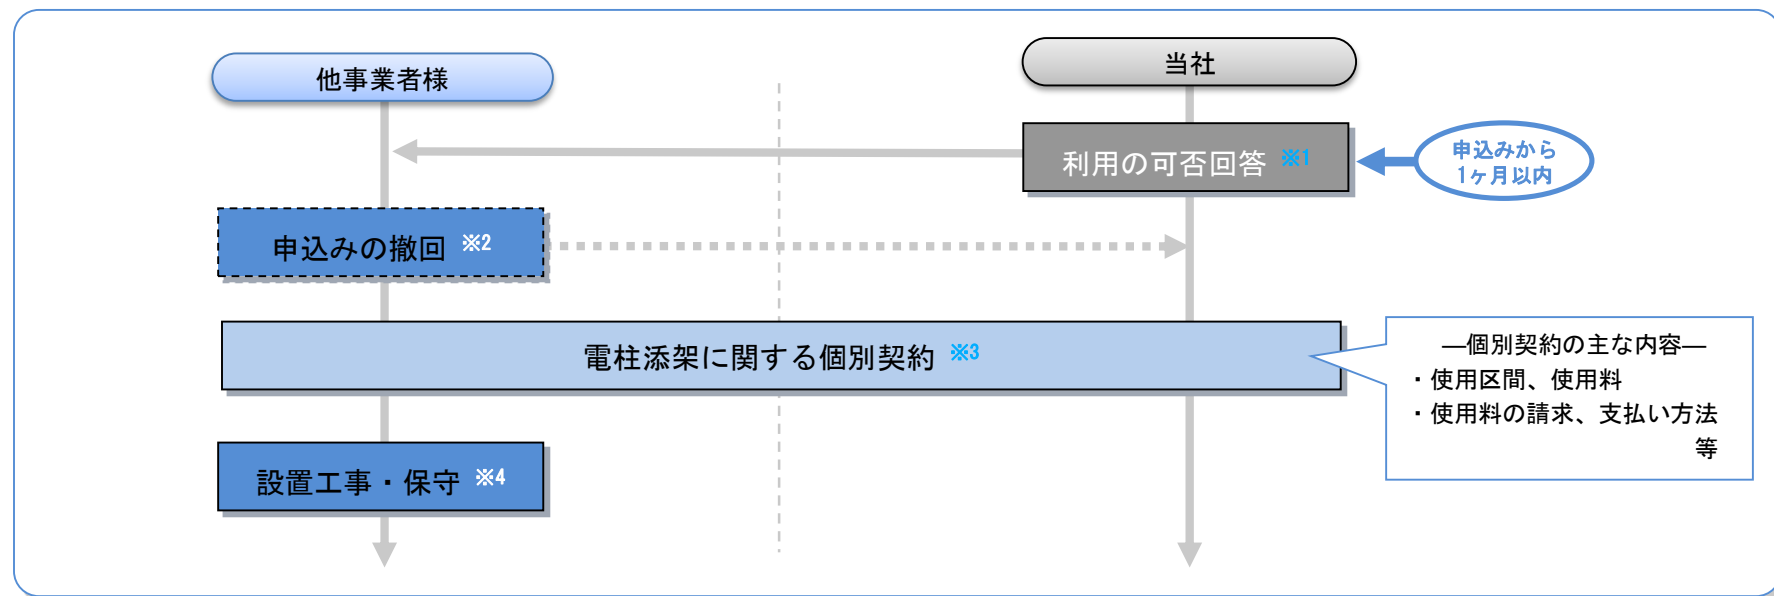 他事業者様
当社
利用の可否回答 ※1
申込みから
1ヶ月以内
申込みの撤回 ※2
電柱添架に関する個別契約 ※3
―個別契約の主な内容―
・使用区間、使用料
・使用料の請求、支払い方法
等
設置工事・保守 ※4